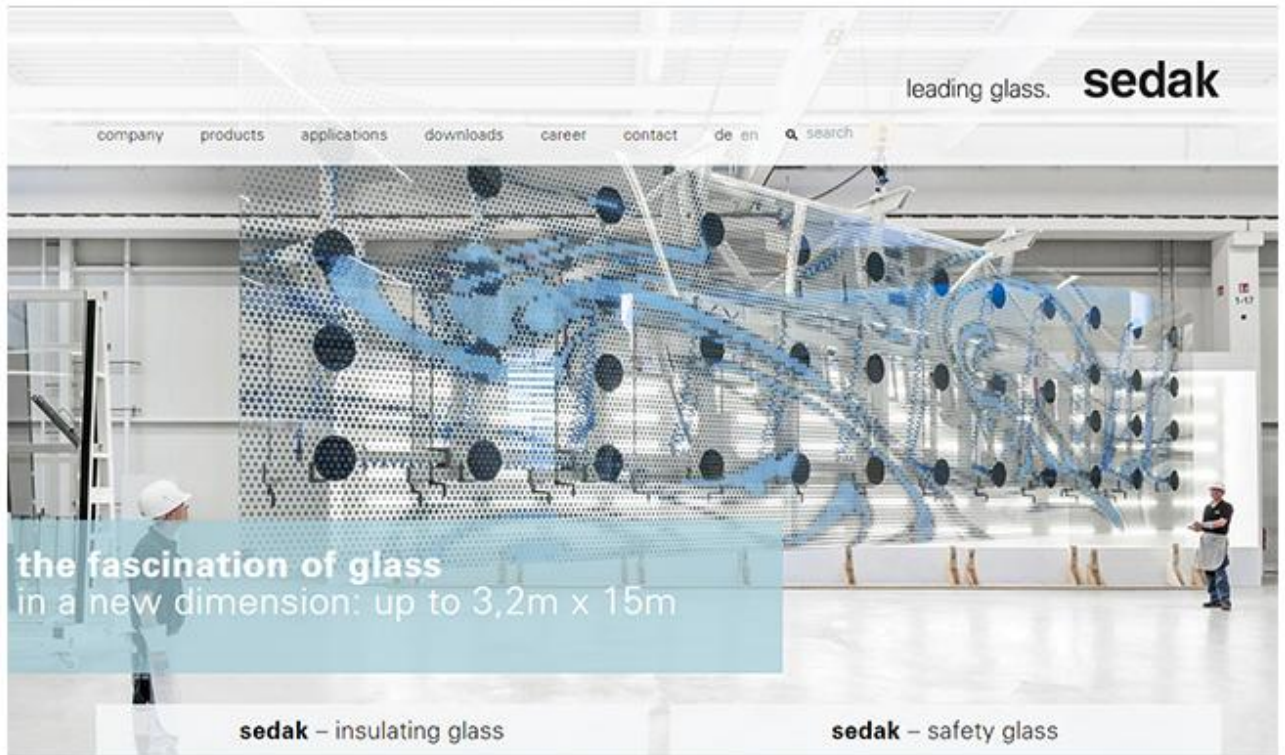 leading glass. sedak
company products applications downloads career contact de en search
the fascination of glass
in a new dimension: up to 3,2m x 15m
sedak – insulating glass
sedak – safety glass